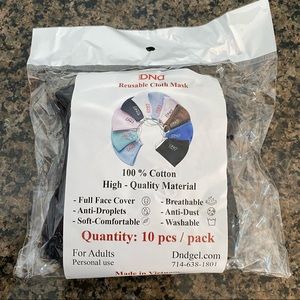 DND
Reusable Cloth Mask
100 % Cotton
High - Quality Material
- Full Face Cover - Breathable
- Anti-Droplets - Anti-Dust
- Soft-Comfortable - Washable
Quantity: 10 pcs / pack
For Adults Dndgel.com
Personal use 714-638-1801
Made in Vietnam